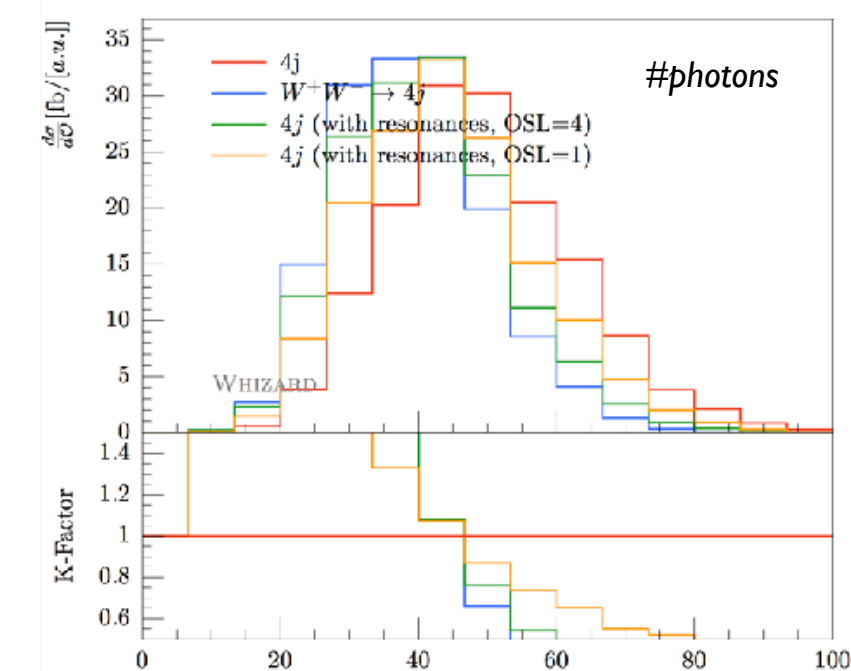 dσ/dO [fb/[a.u.]]
35
30
25
20
15
10
5
0
4j
W⁺W⁻ → 4j
4j (with resonances, OSL=4)
4j (with resonances, OSL=1)
#photons
WHIZARD
K-Factor
1.4
1.2
1
0.8
0.6
0 20 40 60 80 100